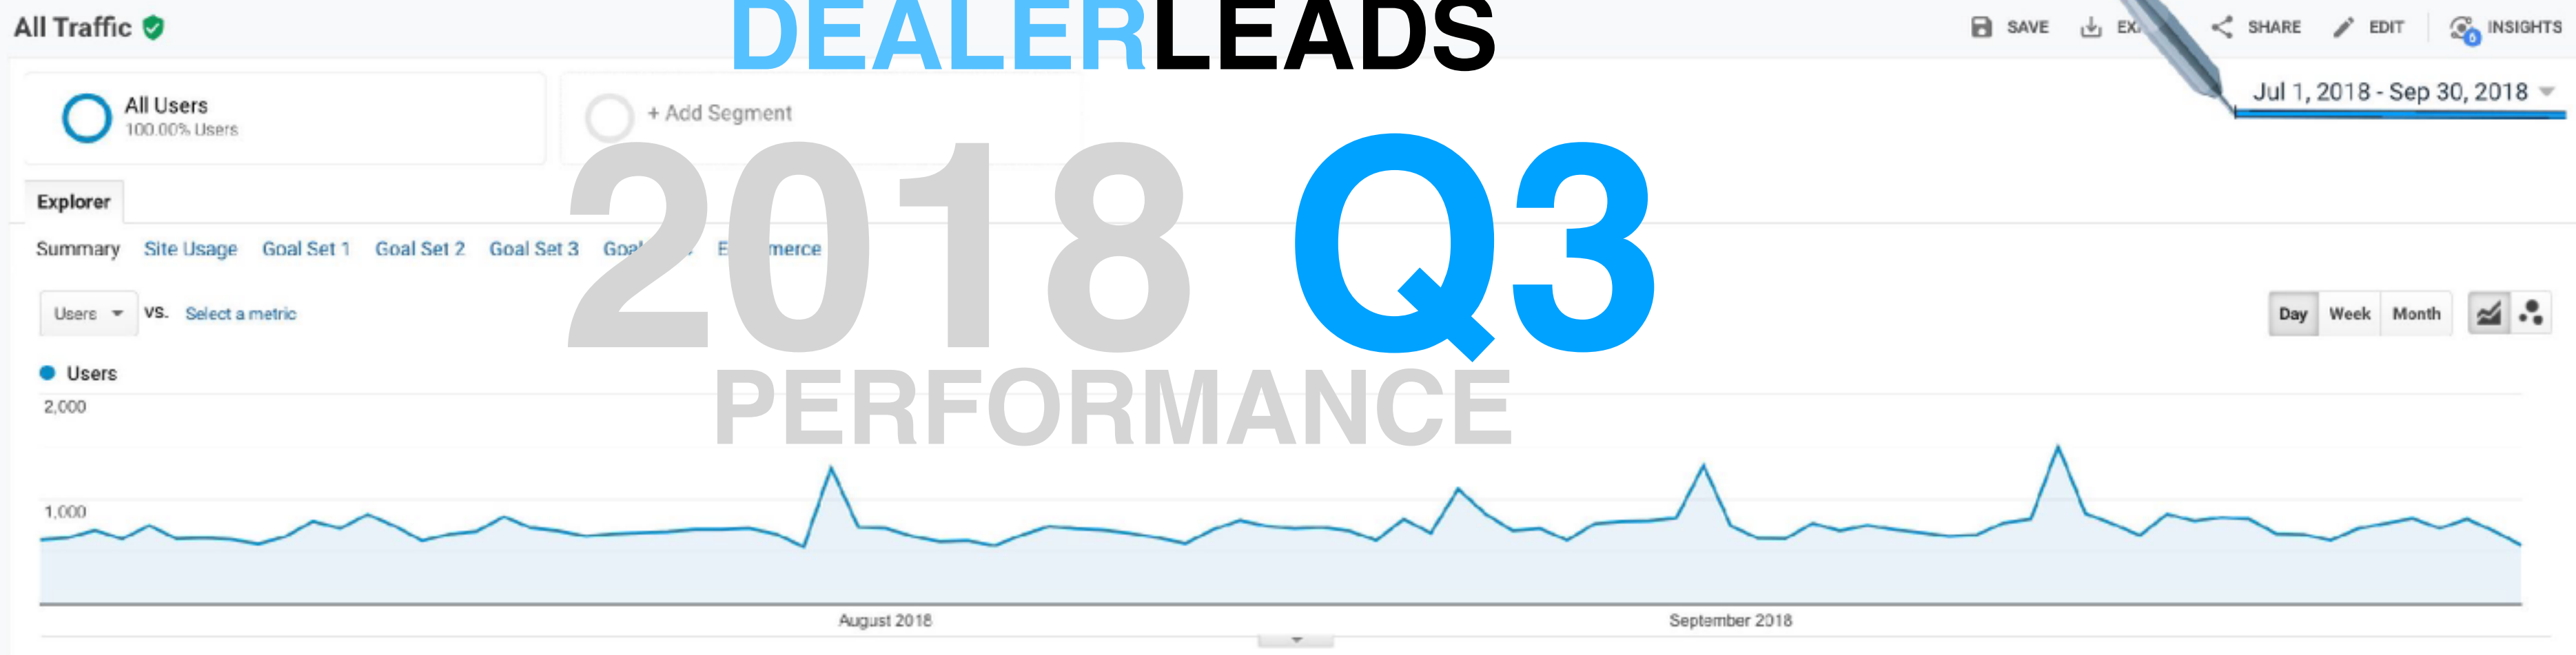 All Traffic
DEALERLEADS
SAVE
SHARE
EDIT
INSIGHTS
6
All Users
100.00% Users
+ Add Segment
Jul 1, 2018 - Sep 30, 2018
2018 Q3
PERFORMANCE
Explorer
Summary Site Usage Goal Set 1 Goal Set 2 Goal Set 3
Users VS. Select a metric
Day Week Month
Users
2,000
1,000
August 2018
September 2018